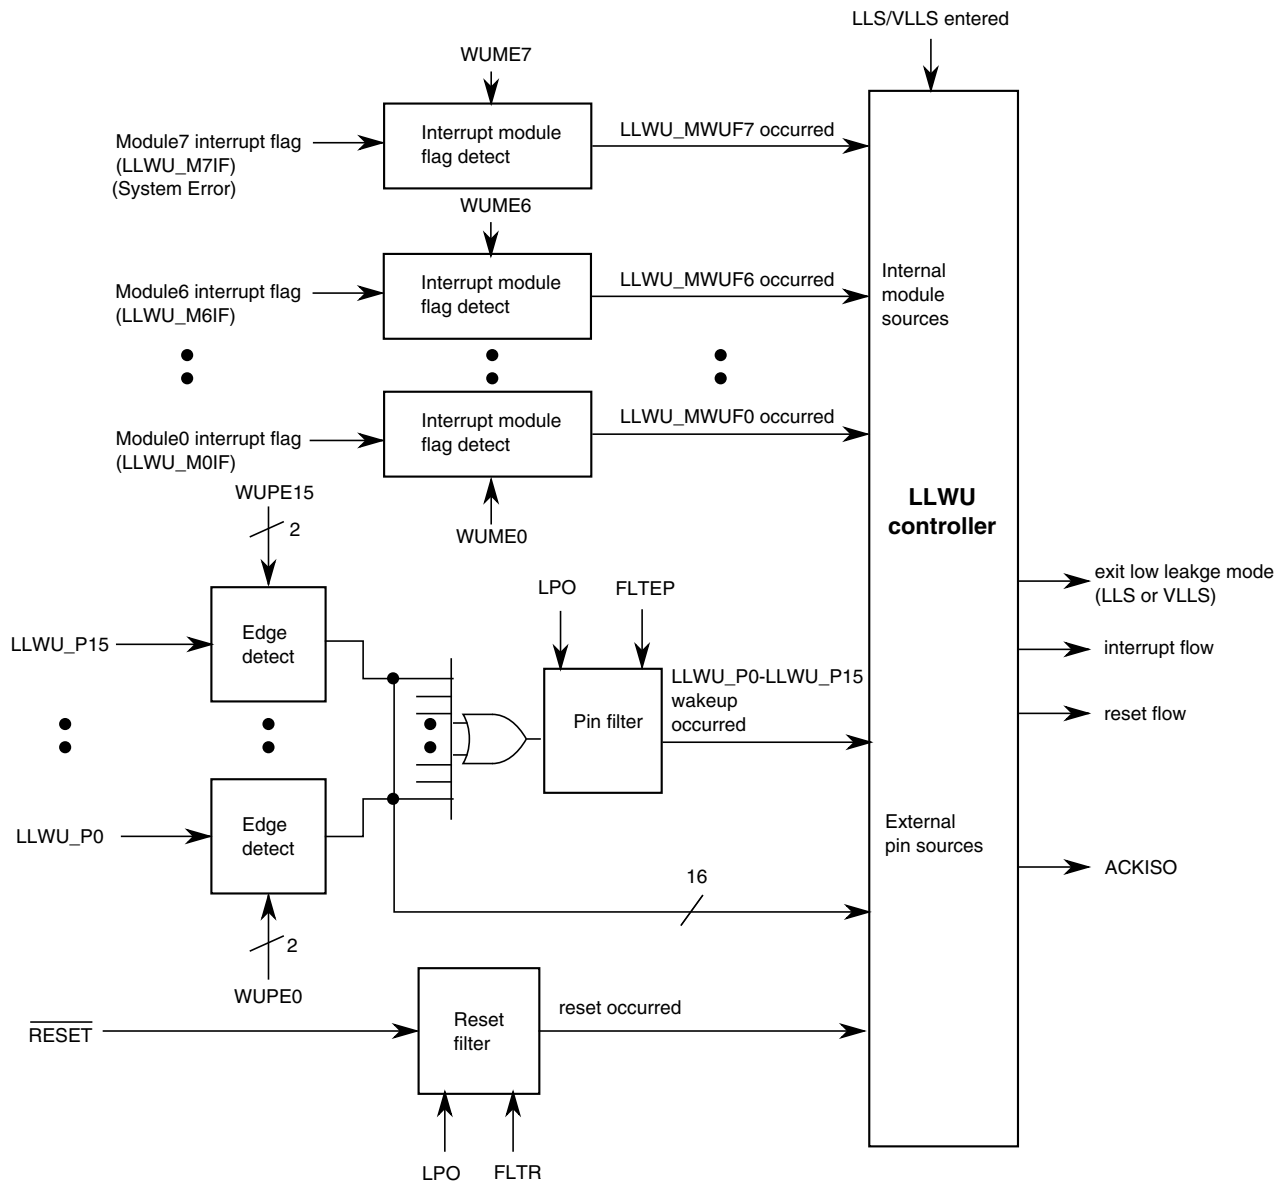 LLS/VLLS entered
WUME7
Module7 interrupt flag
(LLWU_M7IF)
(System Error)
Interrupt module
flag detect
LLWU_MWUF7 occurred
WUME6
Module6 interrupt flag
(LLWU_M6IF)
Interrupt module
flag detect
LLWU_MWUF6 occurred
Internal
module
sources
Module0 interrupt flag
(LLWU_M0IF)
Interrupt module
flag detect
LLWU_MWUF0 occurred
WUME0
LLWU
controller
WUPE15
2
LLWU_P15
Edge
detect
LPO
FLTEP
Pin filter
LLWU_P0-LLWU_P15
wakeup
occurred
exit low leakge mode
(LLS or VLLS)
interrupt flow
reset flow
LLWU_P0
Edge
detect
2
WUPE0
16
External
pin sources
ACKISO
RESET
Reset
filter
reset occurred
LPO
FLTR